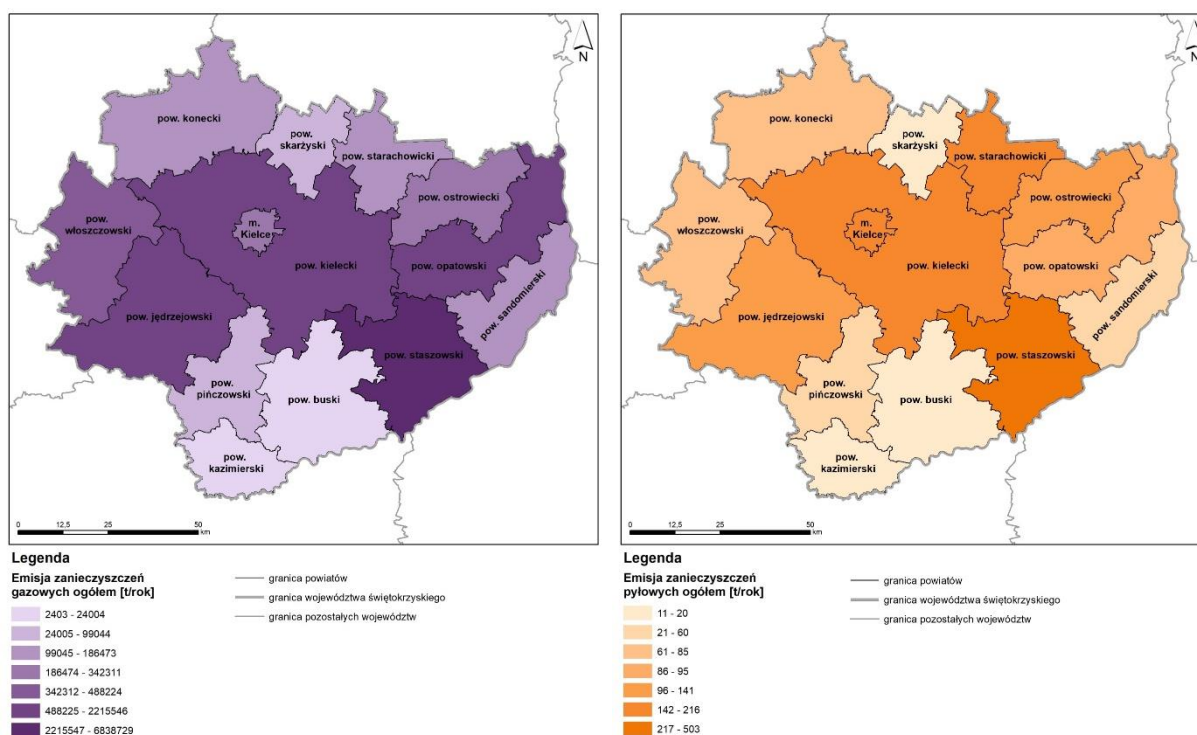 N
pow. konecki
pow.
skarżyski
pow. starachowicki
pow. ostrowiecki
pow.
włoszczowski
m.
Kielce
pow. kielecki
pow. opatowski
pow. sandomierski
pow. jędrzejowski
pow. staszowski
pow.
pińczowski
pow. buski
pow.
kazimierski
0 12,5 25 50
km
Legenda
Emisja zanieczyszczeń
gazowych ogółem [t/rok]
2403 - 24004
24005 - 99044
99045 - 186473
186474 - 342311
342312 - 488224
488225 - 2215546
2215547 - 6838729
granica powiatów
granica województwa świętokrzyskiego
granica pozostałych województw
N
pow. konecki
pow.
skarżyski
pow. starachowicki
pow. ostrowiecki
pow.
włoszczowski
m.
Kielce
pow. kielecki
pow. opatowski
pow. sandomierski
pow. jędrzejowski
pow. staszowski
pow.
pińczowski
pow. buski
pow.
kazimierski
0 12,5 25 50
km
Legenda
Emisja zanieczyszczeń
pyłowych ogółem [t/rok]
11 - 20
21 - 60
61 - 85
86 - 95
96 - 141
142 - 216
217 - 503
granica powiatów
granica województwa świętokrzyskiego
granica pozostałych województw